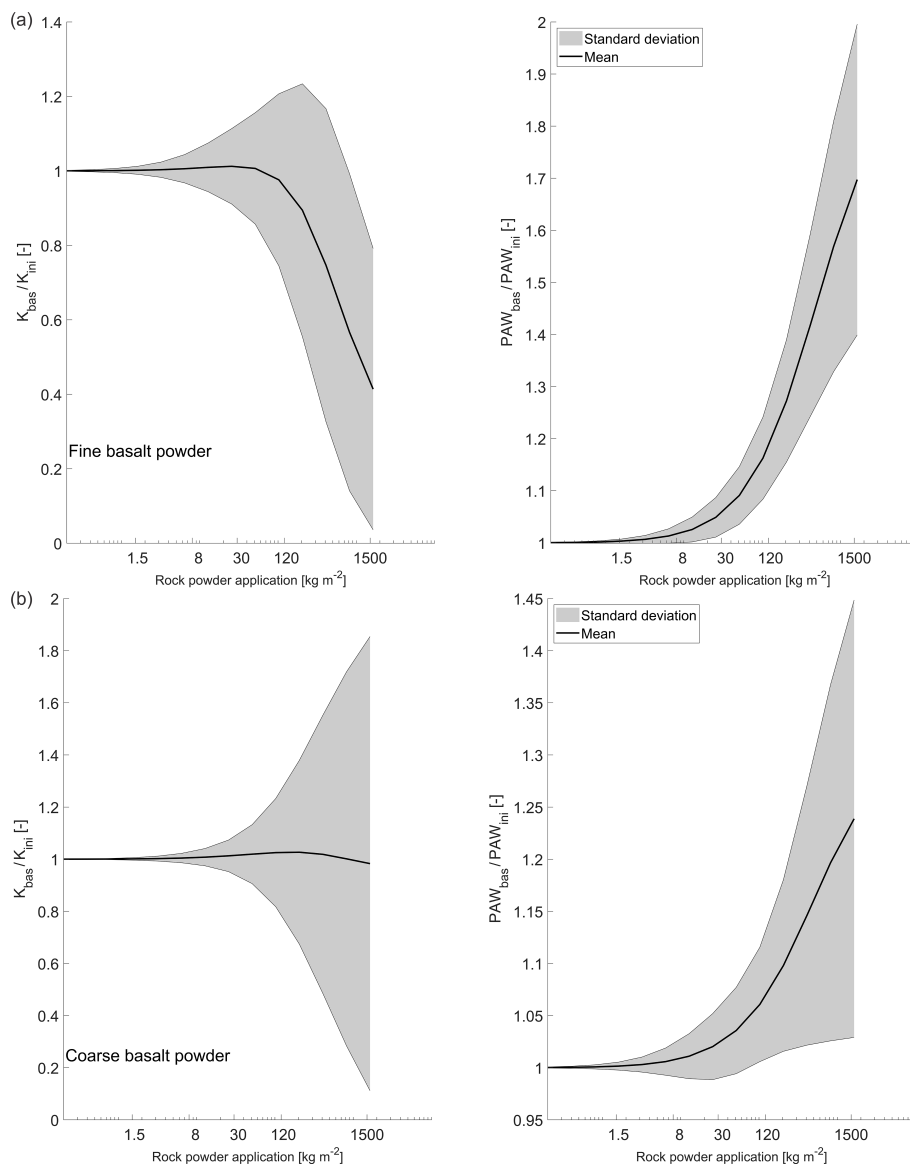 (a)
1.4
1.2
1
0.8
0.6
0.4
0.2
0
K_bas / K_ini [-]
Fine basalt powder
1.5 8 30 120 1500
Rock powder application [kg m^-2]
2
1.9
1.8
1.7
1.6
1.5
1.4
1.3
1.2
1.1
1
PAW_bas / PAW_ini [-]
Standard deviation
Mean
1.5 8 30 120 1500
Rock powder application [kg m^-2]
(b)
2
1.8
1.6
1.4
1.2
1
0.8
0.6
0.4
0.2
0
K_bas / K_ini [-]
Coarse basalt powder
1.5 8 30 120 1500
Rock powder application [kg m^-2]
1.45
1.4
1.35
1.3
1.25
1.2
1.15
1.1
1.05
1
0.95
PAW_bas / PAW_ini [-]
Standard deviation
Mean
1.5 8 30 120 1500
Rock powder application [kg m^-2]